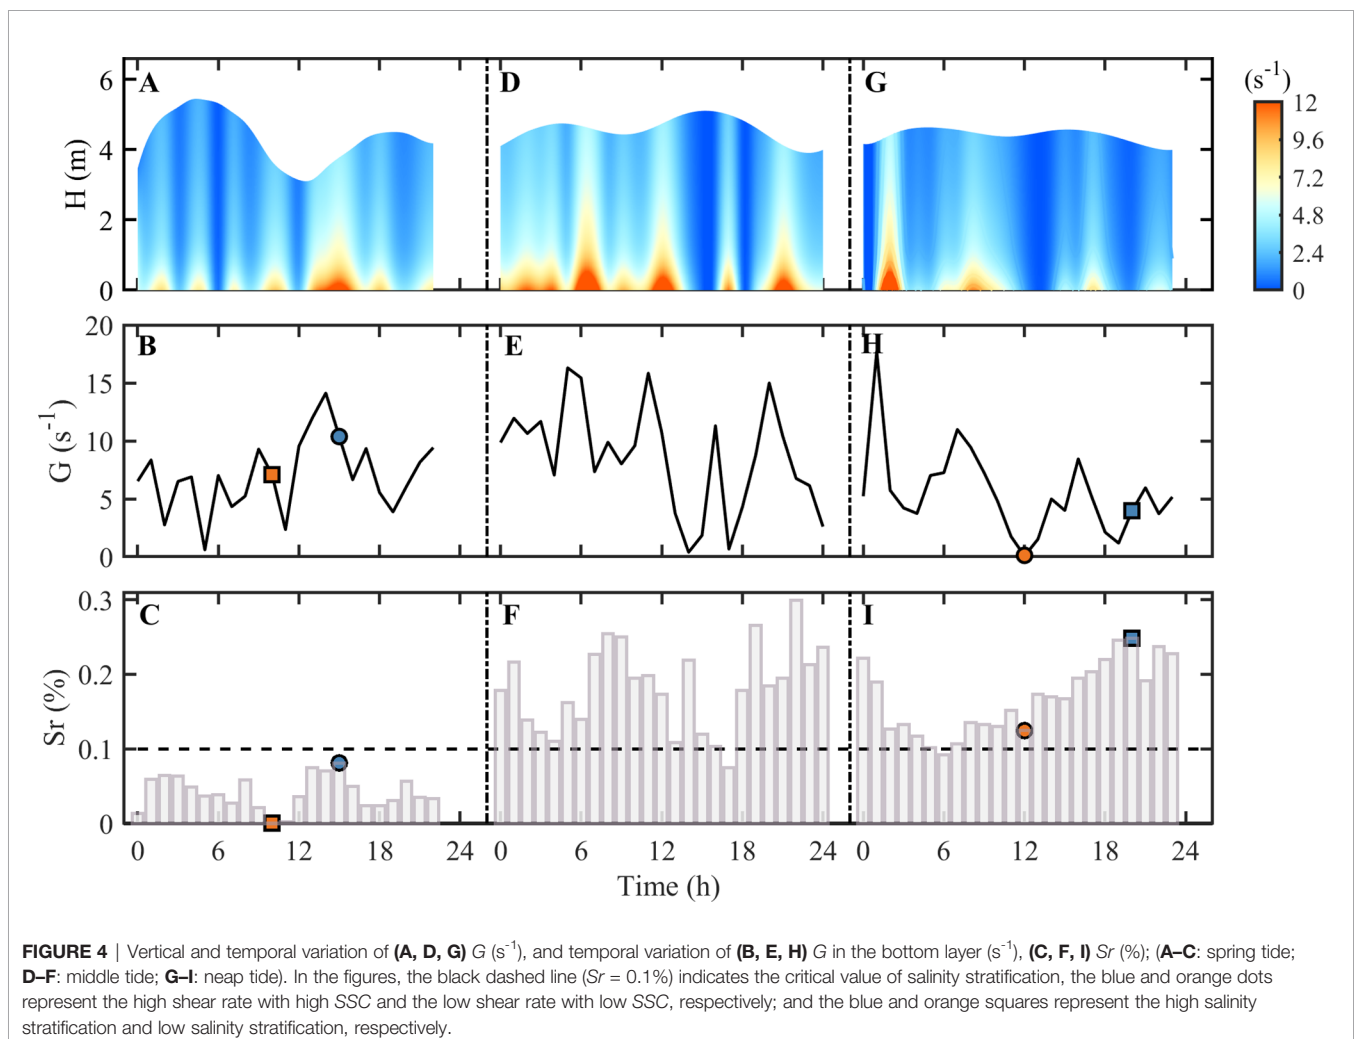 A
D
G
(s⁻¹)
12
9.6
7.2
4.8
2.4
0
6
4
2
0
H (m)
B
E
H
20
15
10
5
0
G (s⁻¹)
C
F
I
0.3
0.2
0.1
0
Sr (%)
0 6 12 18 24 0 6 12 18 24 0 6 12 18 24
Time (h)
FIGURE 4 | Vertical and temporal variation of (A, D, G) G (s⁻¹), and temporal variation of (B, E, H) G in the bottom layer (s⁻¹), (C, F, I) Sr (%); (A–C: spring tide;
D–F: middle tide; G–I: neap tide). In the figures, the black dashed line (Sr = 0.1%) indicates the critical value of salinity stratification, the blue and orange dots
represent the high shear rate with high SSC and the low shear rate with low SSC, respectively; and the blue and orange squares represent the high salinity
stratification and low salinity stratification, respectively.